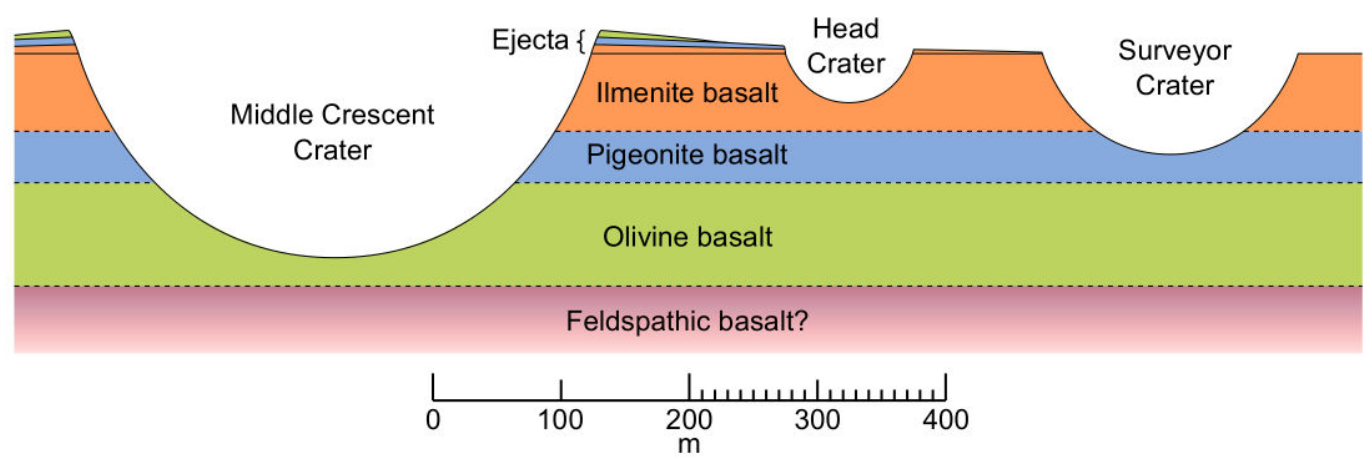 Ejecta {
Head
Crater
Surveyor
Crater
Middle Crescent
Crater
Ilmenite basalt
Pigeonite basalt
Olivine basalt
Feldspathic basalt?
0 100 200 300 400
m